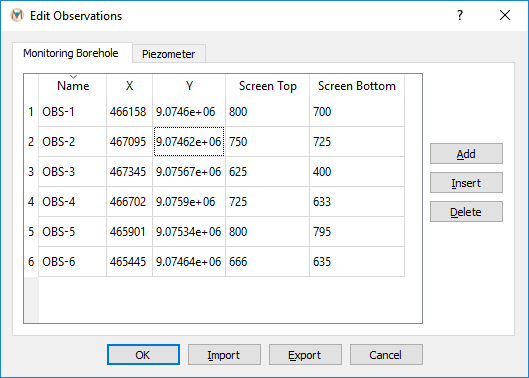 Edit Observations
? ×
Monitoring Borehole Piezometer
Name X Y Screen Top Screen Bottom
1 OBS-1 466158 9.0746e+06 800 700
2 OBS-2 467095 9.07462e+06 750 725
3 OBS-3 467345 9.07567e+06 625 400
4 OBS-4 466702 9.0759e+06 725 633
5 OBS-5 465901 9.07534e+06 800 795
6 OBS-6 465445 9.07464e+06 666 635
Add
Insert
Delete
OK Import Export Cancel